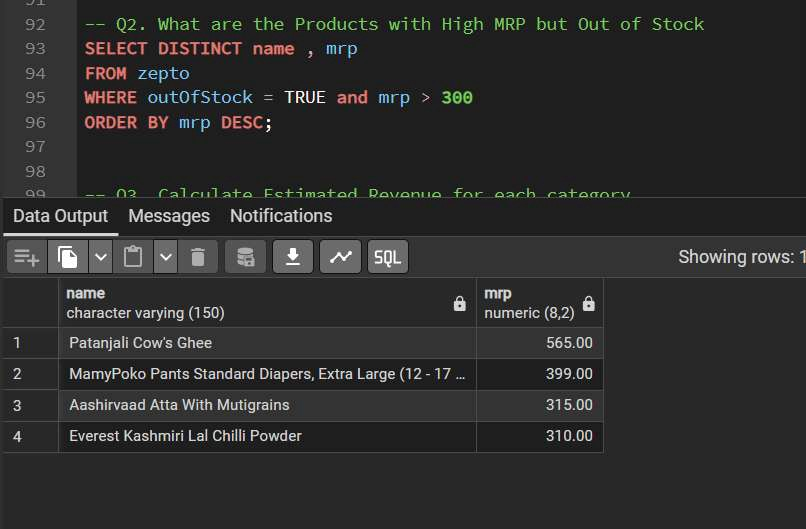 91
92 -- Q2. What are the Products with High MRP but Out of Stock
93 SELECT DISTINCT name , mrp
94 FROM zepto
95 WHERE outOfStock = TRUE and mrp > 300
96 ORDER BY mrp DESC;
97
98
99 -- Q3. Calculate Estimated Revenue for each category
Data Output Messages Notifications
SQL Showing rows: 1
name mrp
character varying (150) numeric (8,2)
1 Patanjali Cow's Ghee 565.00
2 MamyPoko Pants Standard Diapers, Extra Large (12 - 17 ... 399.00
3 Aashirvaad Atta With Mutigrains 315.00
4 Everest Kashmiri Lal Chilli Powder 310.00